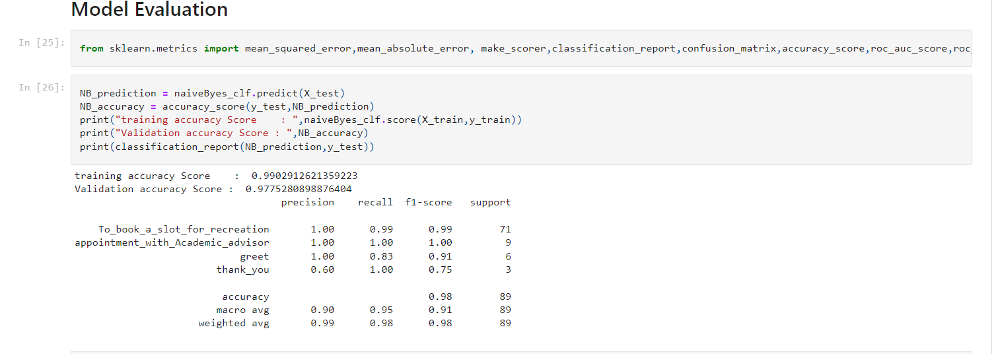 Model Evaluation
In [25]: from sklearn.metrics import mean_squared_error,mean_absolute_error, make_scorer,classification_report,confusion_matrix,accuracy_score,roc_auc_score,roc_
In [26]: NB_prediction = naiveByes_clf.predict(X_test)
NB_accuracy = accuracy_score(y_test,NB_prediction)
print("training accuracy Score    : ",naiveByes_clf.score(X_train,y_train))
print("Validation accuracy Score : ",NB_accuracy)
print(classification_report(NB_prediction,y_test))
training accuracy Score    :  0.9902912621359223
Validation accuracy Score :  0.9775280898876404
precision    recall  f1-score   support
To_book_a_slot_for_recreation       1.00      0.99      0.99        71
appointment_with_Academic_advisor       1.00      1.00      1.00         9
greet       1.00      0.83      0.91         6
thank_you       0.60      1.00      0.75         3
accuracy                           0.98        89
macro avg       0.90      0.95      0.91        89
weighted avg       0.99      0.98      0.98        89